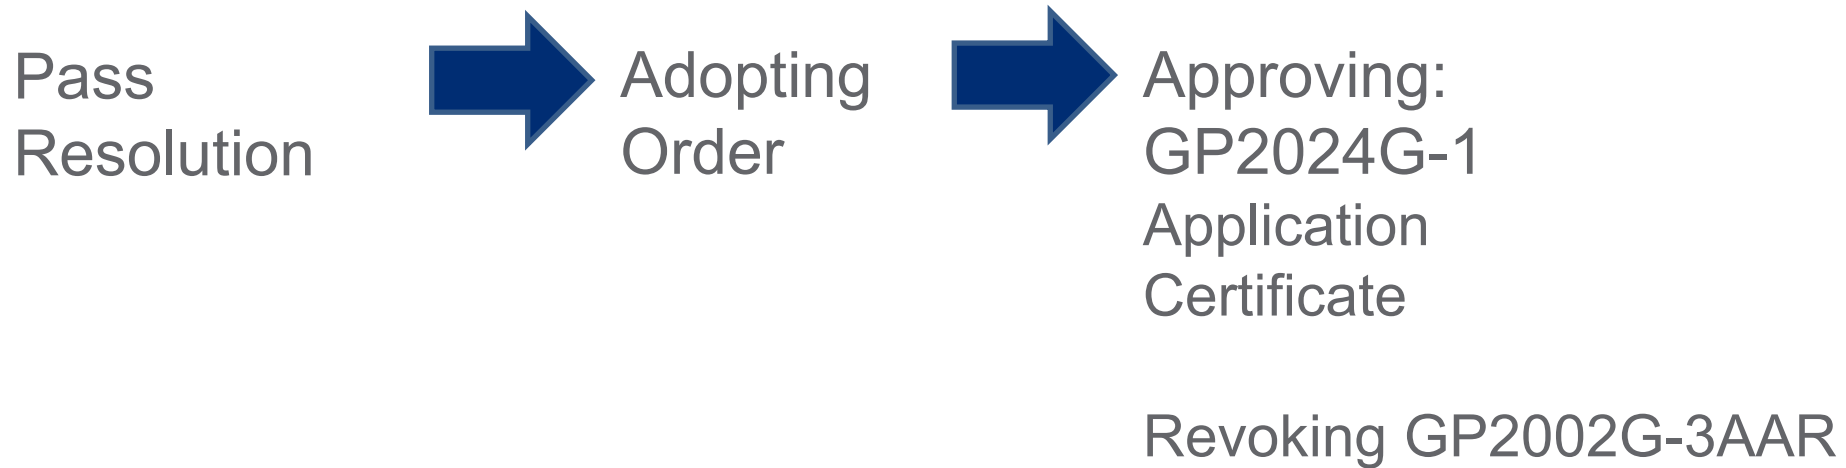 Pass
Resolution
Adopting
Order
Approving:
GP2024G-1
Application
Certificate
Revoking GP2002G-3AAR